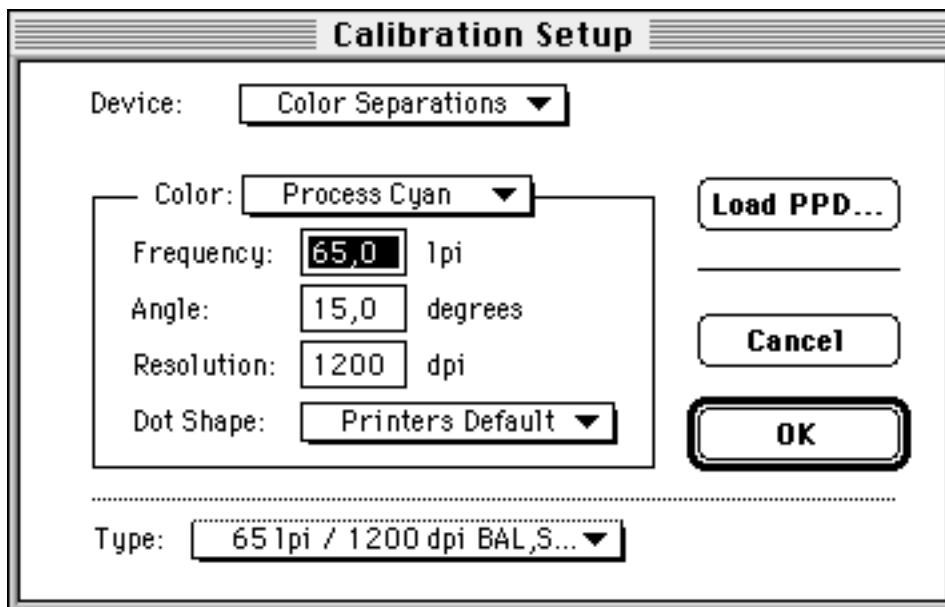 Calibration Setup
Device: Color Separations
Color: Process Cyan
Frequency: 65,0 lpi
Angle: 15,0 degrees
Resolution: 1200 dpi
Dot Shape: Printers Default
Load PPD...
Cancel
OK
Type: 65 lpi / 1200 dpi BAL,S...